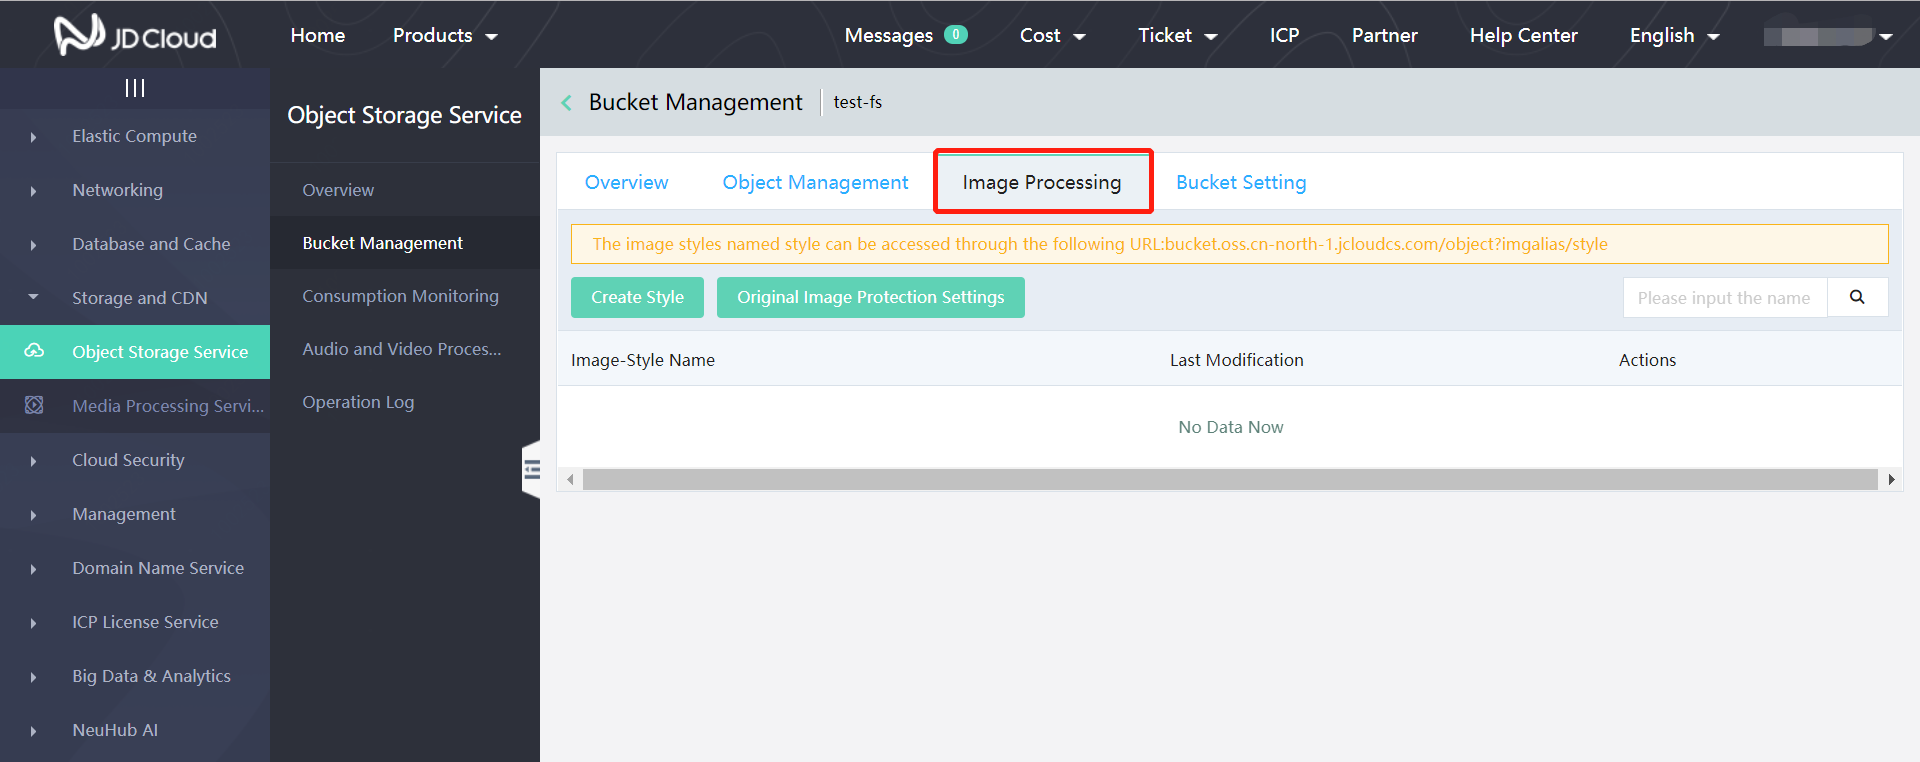 JD Cloud
Home
Products
Messages 0
Cost
Ticket
ICP
Partner
Help Center
English
Elastic Compute
Networking
Database and Cache
Storage and CDN
Object Storage Service
Media Processing Servi...
Cloud Security
Management
Domain Name Service
ICP License Service
Big Data & Analytics
NeuHub AI
Object Storage Service
Overview
Bucket Management
Consumption Monitoring
Audio and Video Proces...
Operation Log
Bucket Management
test-fs
Overview
Object Management
Image Processing
Bucket Setting
The image styles named style can be accessed through the following URL:bucket.oss.cn-north-1.jcloudcs.com/object?imgalias/style
Create Style
Original Image Protection Settings
Please input the name
Image-Style Name
Last Modification
Actions
No Data Now